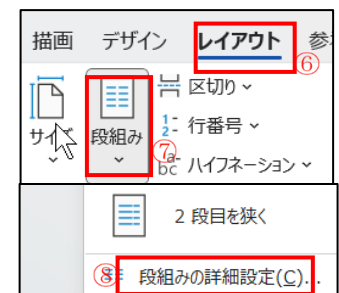 描画 デザイン レイアウト 参考
⑥
サイズ 段組み
区切り
行番号
⑦
ハイフネーション
2 段目を狭く
⑧ 段組みの詳細設定(C)...